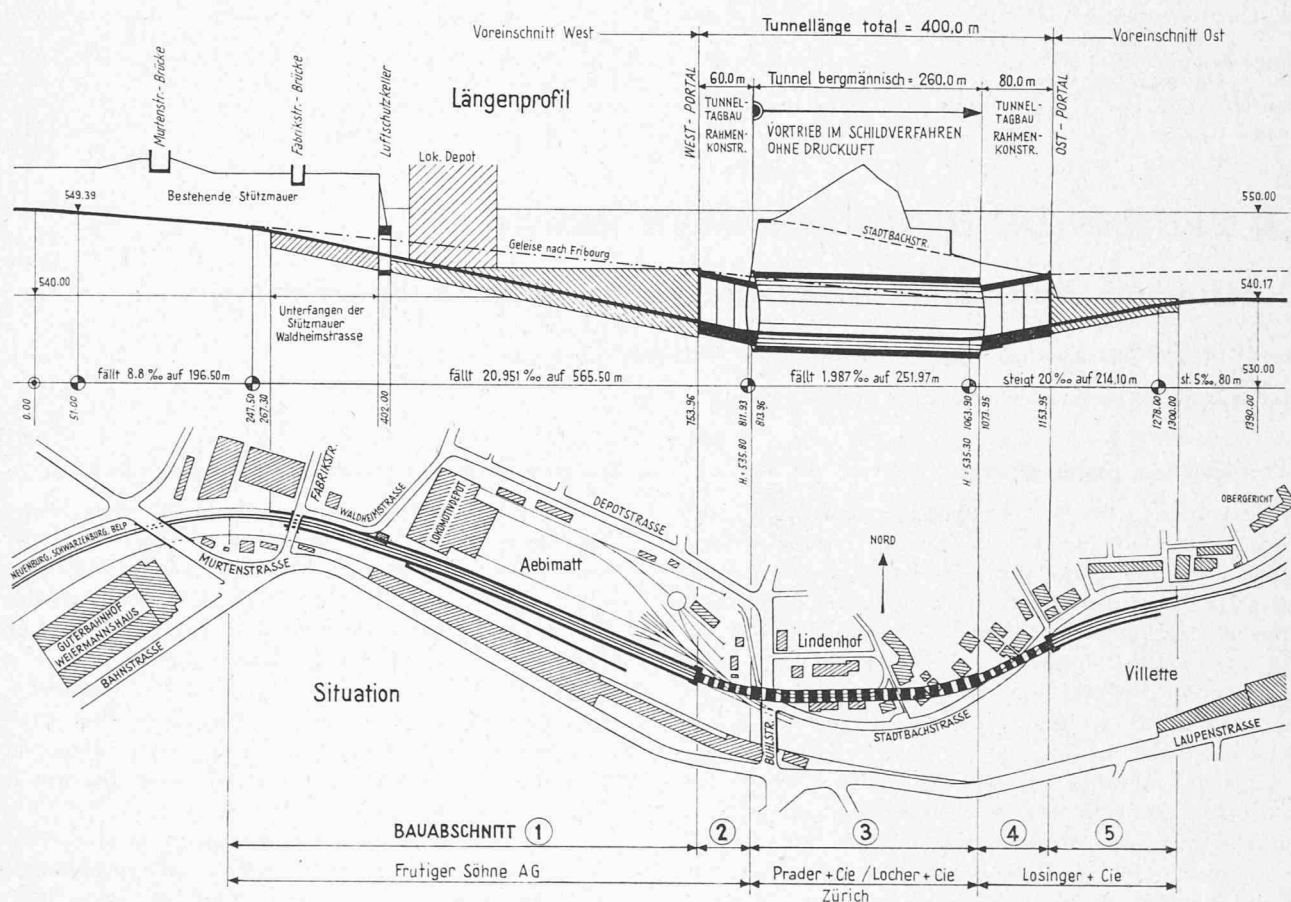 Voreinschnitt West
Tunnellänge total = 400,0 m
Voreinschnitt Ost
Murtenstr.- Brücke
Fabrikstr.- Brücke
Luftschutzkeller
Längenprofil
WEST - PORTAL
60.0 m
Tunnel bergmännisch = 260.0 m
80.0 m
OST - PORTAL
TUNNEL-
TAGBAU
RAHMEN-
KONSTR.
VORTRIEB IM SCHILDVERFAHREN
OHNE DRUCKLUFT
TUNNEL-
TAGBAU
RAHMEN-
KONSTR.
Lok. Depot
549.39
Bestehende Stützmauer
550.00
STADTBACHSTR.
Geleise nach Fribourg
540.00
540.17
Unterfangen der
Stützmauer
Waldheimstrasse
fällt 8.8 ‰ auf 196.50 m
fällt 20,951 ‰ auf 565.50 m
fällt 1.987 ‰ auf 251.97 m
steigt 20 ‰ auf 214.10 m
st. 5‰, 80 m
530.00
0.00
51.00
247.50
267.30
402.00
753.96
H = 535.80 811.93
813.96
H = 535.30 1063.90
1073.95
1153.95
1278.00
1300.00
1390.00
NEUENBURG, SCHWARZENBURG, BELP
FABRIKSTR.
WALDHEIMSTRASSE
LOKOMOTIVDEPOT
DEPOTSTRASSE
OBERGERICHT
MURTENSTRASSE
Aebimatt
NORD
GÜTERBAHNHOF
WEIERMANNSHAUS
BAHNSTRASSE
Lindenhof
Situation
Villette
BÜHLSTR.
STADTBACHSTRASSE
LAUPENSTRASSE
BAUABSCHNITT 1
2
3
4
5
Frutiger Söhne AG
Prader + Cie / Locher + Cie
Zürich
Losinger + Cie